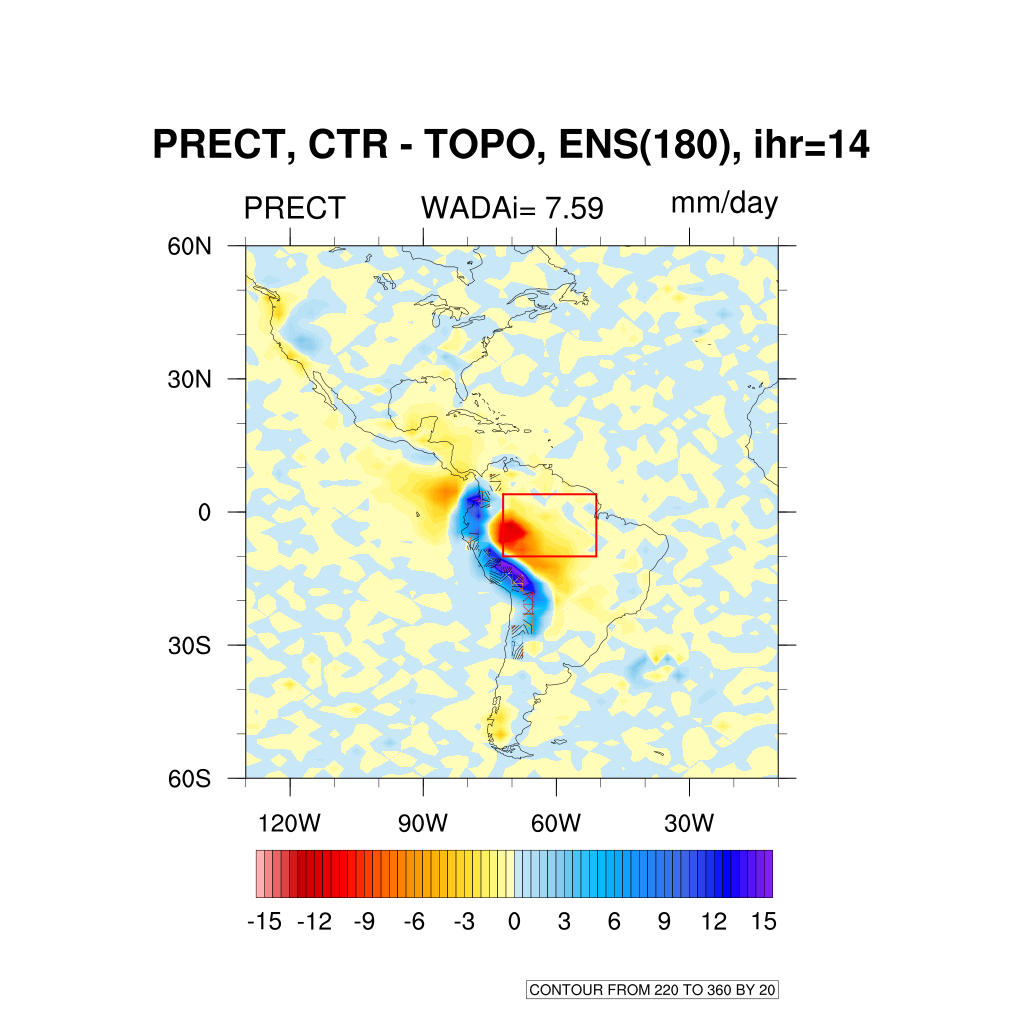 PRECT, CTR - TOPO, ENS(180), ihr=14
PRECT WADAi= 7.59 mm/day
60N
30N
0
30S
60S
120W 90W 60W 30W
-15 -12 -9 -6 -3 0 3 6 9 12 15
CONTOUR FROM 220 TO 360 BY 20